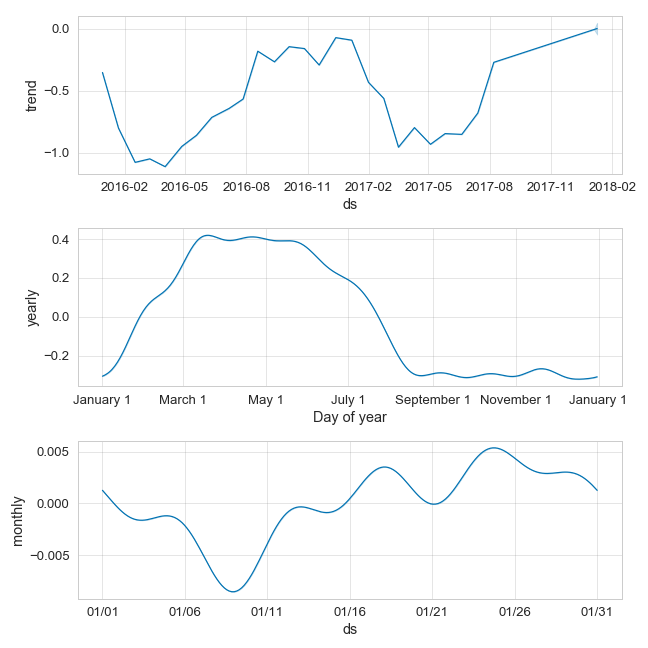 trend
0.0
−0.5
−1.0
2016-02 2016-05 2016-08 2016-11 2017-02 2017-05 2017-08 2017-11 2018-02
ds
yearly
0.4
0.2
0.0
−0.2
January 1 March 1 May 1 July 1 September 1 November 1 January 1
Day of year
monthly
0.005
0.000
−0.005
01/01 01/06 01/11 01/16 01/21 01/26 01/31
ds